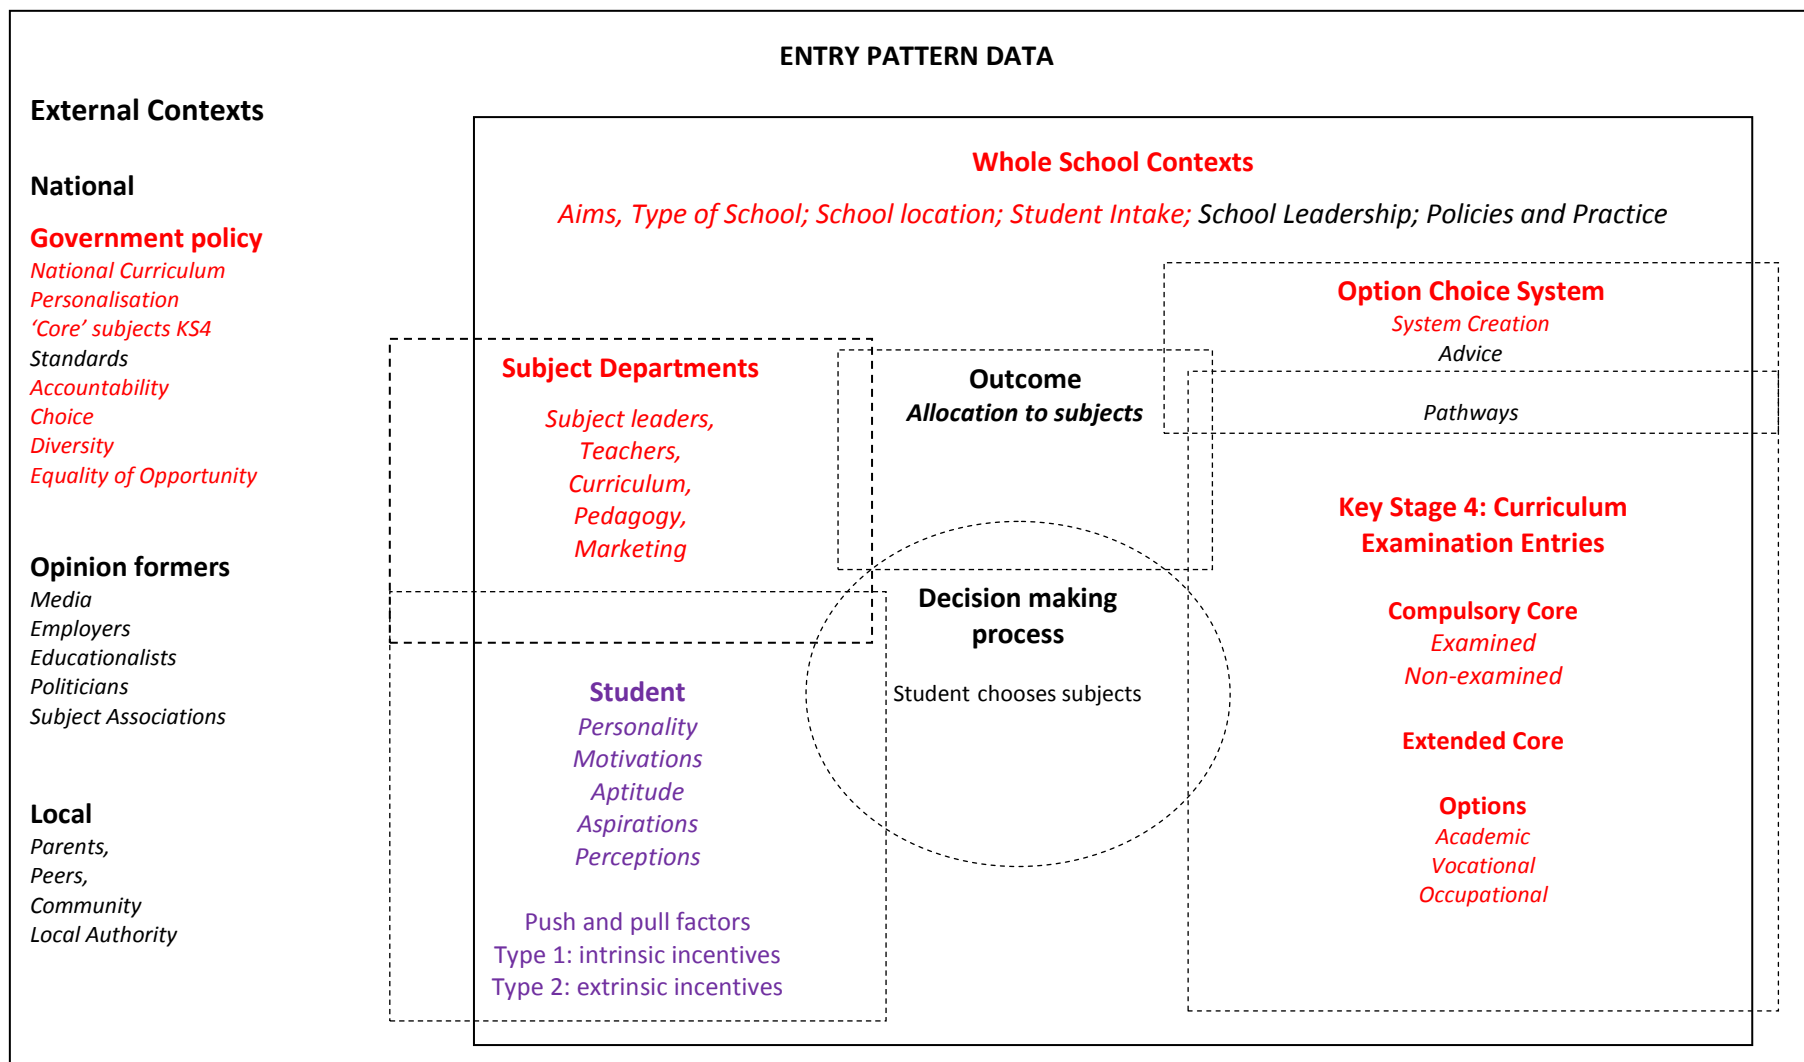 ENTRY PATTERN DATA
External Contexts
National
Government policy
National Curriculum
Personalisation
‘Core’ subjects KS4
Standards
Accountability
Choice
Diversity
Equality of Opportunity
Opinion formers
Media
Employers
Educationalists
Politicians
Subject Associations
Local
Parents,
Peers,
Community
Local Authority
Whole School Contexts
Aims, Type of School; School location; Student Intake; School Leadership; Policies and Practice
Subject Departments
Subject leaders,
Teachers,
Curriculum,
Pedagogy,
Marketing
Student
Personality
Motivations
Aptitude
Aspirations
Perceptions
Push and pull factors
Type 1: intrinsic incentives
Type 2: extrinsic incentives
Outcome
Allocation to subjects
Decision making
process
Student chooses subjects
Option Choice System
System Creation
Advice
Pathways
Key Stage 4: Curriculum
Examination Entries
Compulsory Core
Examined
Non-examined
Extended Core
Options
Academic
Vocational
Occupational